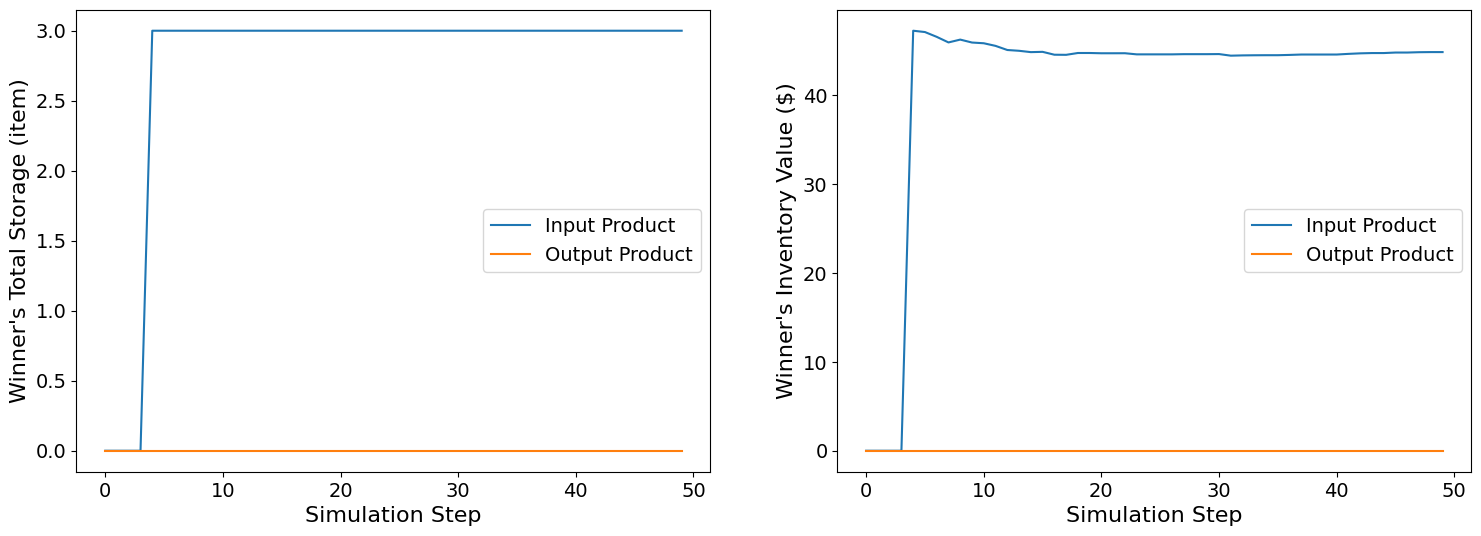 Winner's Total Storage (item)
3.0
2.5
2.0
1.5
1.0
0.5
0.0
Input Product
Output Product
0 10 20 30 40 50
Simulation Step
Winner's Inventory Value ($)
40
30
20
10
0
Input Product
Output Product
0 10 20 30 40 50
Simulation Step